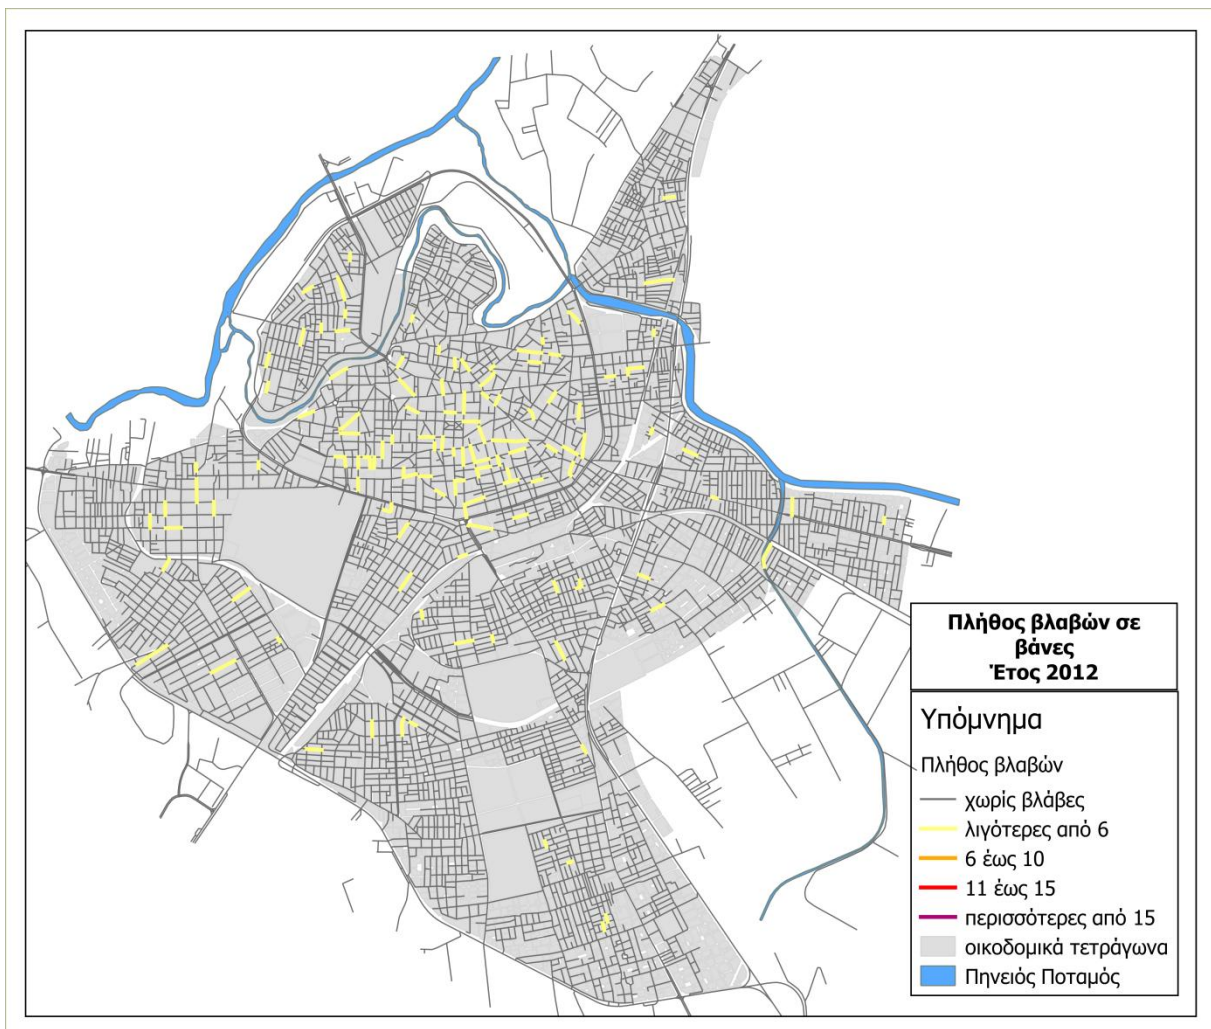 Πλήθος βλαβών σε
βάνες
Έτος 2012
Υπόμνημα
Πλήθος βλαβών
χωρίς βλάβες
λιγότερες από 6
6 έως 10
11 έως 15
περισσότερες από 15
οικοδομικά τετράγωνα
Πηνειός Ποταμός